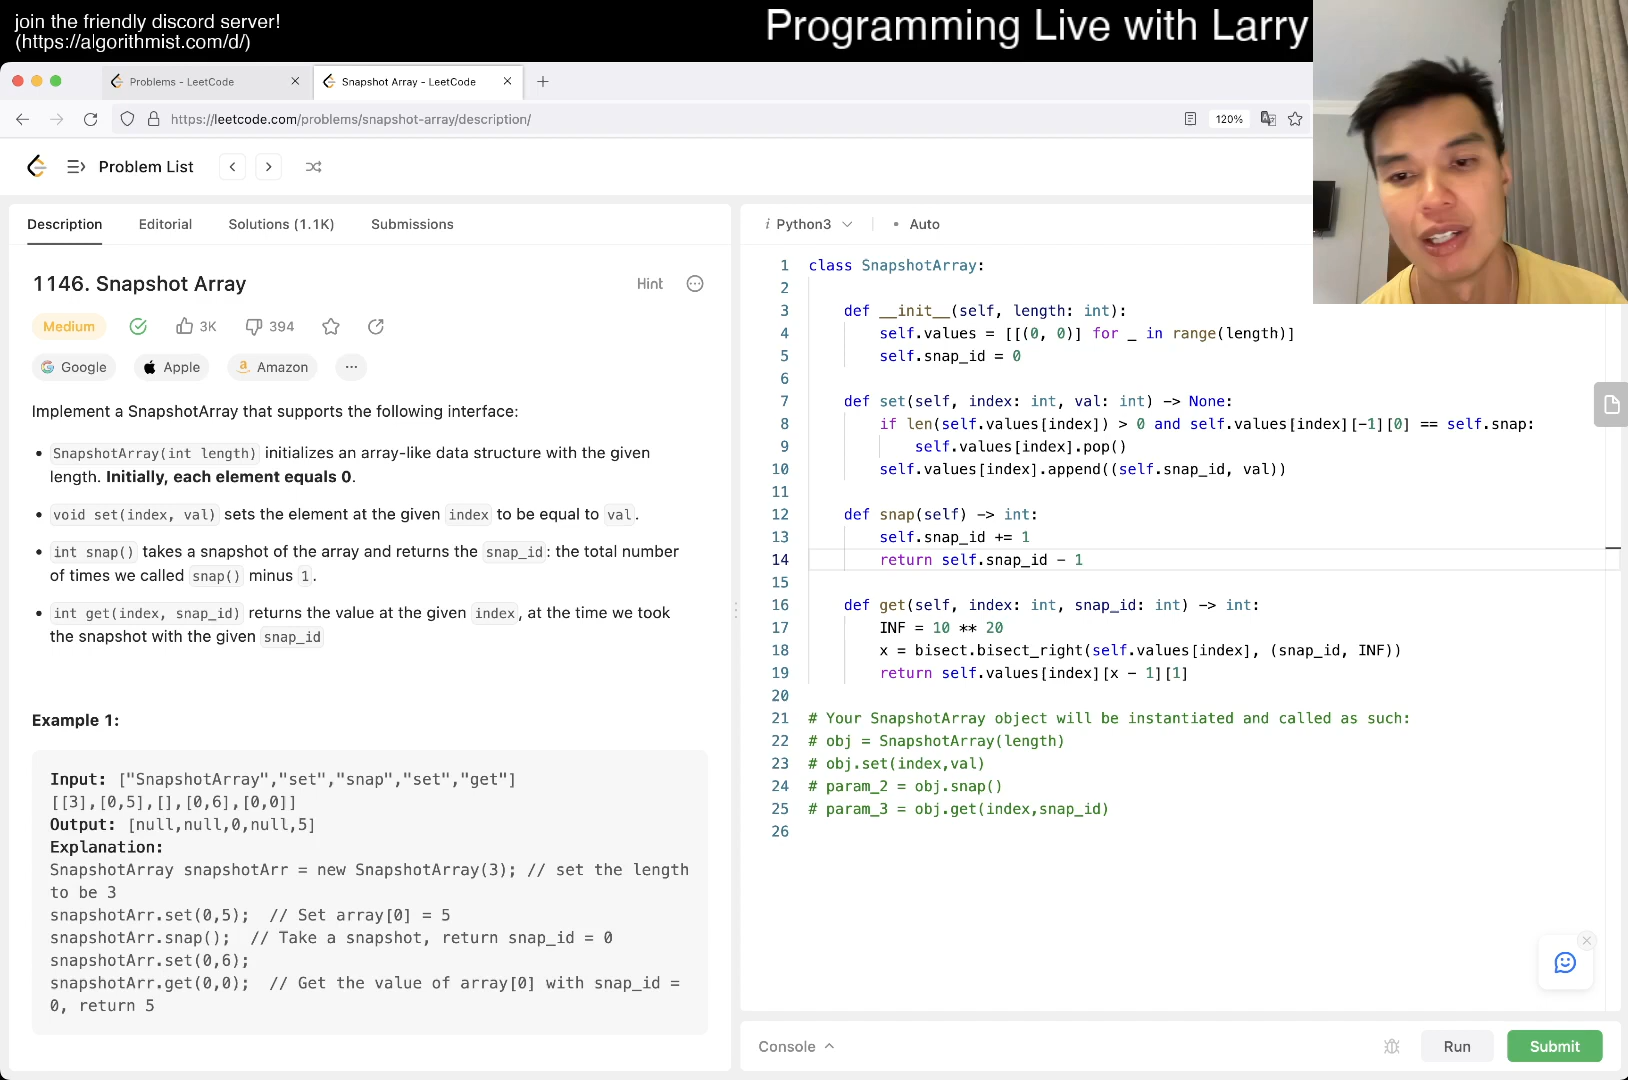 join the friendly discord server!
(https://algorithmist.com/d/)
Programming Live with Larry
Problems - LeetCode
Snapshot Array - LeetCode
https://leetcode.com/problems/snapshot-array/description/
120%
Problem List
Description
Editorial
Solutions (1.1K)
Submissions
1146. Snapshot Array
Hint
Medium
3K
394
Google
Apple
Amazon
Implement a SnapshotArray that supports the following interface:
• SnapshotArray(int length) initializes an array-like data structure with the given
length. Initially, each element equals 0.
• void set(index, val) sets the element at the given index to be equal to val.
• int snap() takes a snapshot of the array and returns the snap_id: the total number
of times we called snap() minus 1.
• int get(index, snap_id) returns the value at the given index, at the time we took
the snapshot with the given snap_id
Example 1:
Input: ["SnapshotArray","set","snap","set","get"]
[[3],[0,5],[],[0,6],[0,0]]
Output: [null,null,0,null,5]
Explanation:
SnapshotArray snapshotArr = new SnapshotArray(3); // set the length
to be 3
snapshotArr.set(0,5);  // Set array[0] = 5
snapshotArr.snap();  // Take a snapshot, return snap_id = 0
snapshotArr.set(0,6);
snapshotArr.get(0,0);  // Get the value of array[0] with snap_id =
0, return 5
i Python3
• Auto
1 class SnapshotArray:
2
3     def __init__(self, length: int):
4         self.values = [[(0, 0)] for _ in range(length)]
5         self.snap_id = 0
6
7     def set(self, index: int, val: int) -> None:
8         if len(self.values[index]) > 0 and self.values[index][-1][0] == self.snap:
9             self.values[index].pop()
10         self.values[index].append((self.snap_id, val))
11
12     def snap(self) -> int:
13         self.snap_id += 1
14         return self.snap_id - 1
15
16     def get(self, index: int, snap_id: int) -> int:
17         INF = 10 ** 20
18         x = bisect.bisect_right(self.values[index], (snap_id, INF))
19         return self.values[index][x - 1][1]
20
21 # Your SnapshotArray object will be instantiated and called as such:
22 # obj = SnapshotArray(length)
23 # obj.set(index,val)
24 # param_2 = obj.snap()
25 # param_3 = obj.get(index,snap_id)
26
Console
Run
Submit